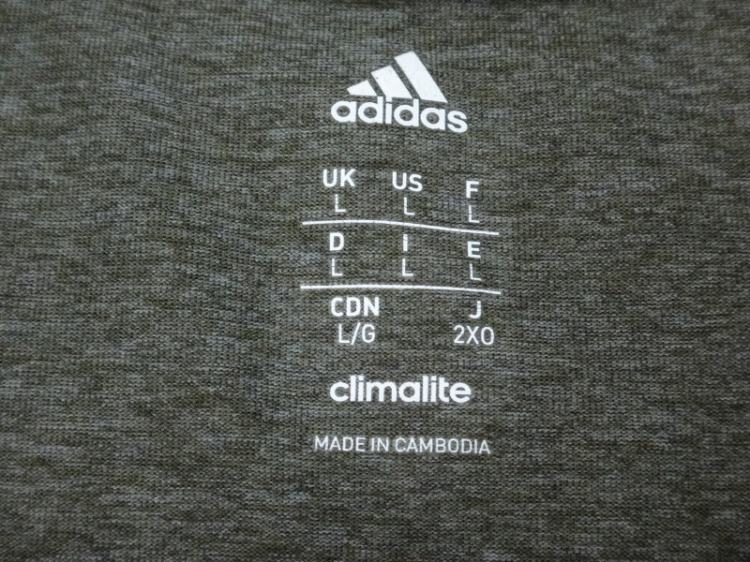 adidas
UK US F
L L L
D I E
L L L
CDN J
L/G 2XO
climalite
MADE IN CAMBODIA